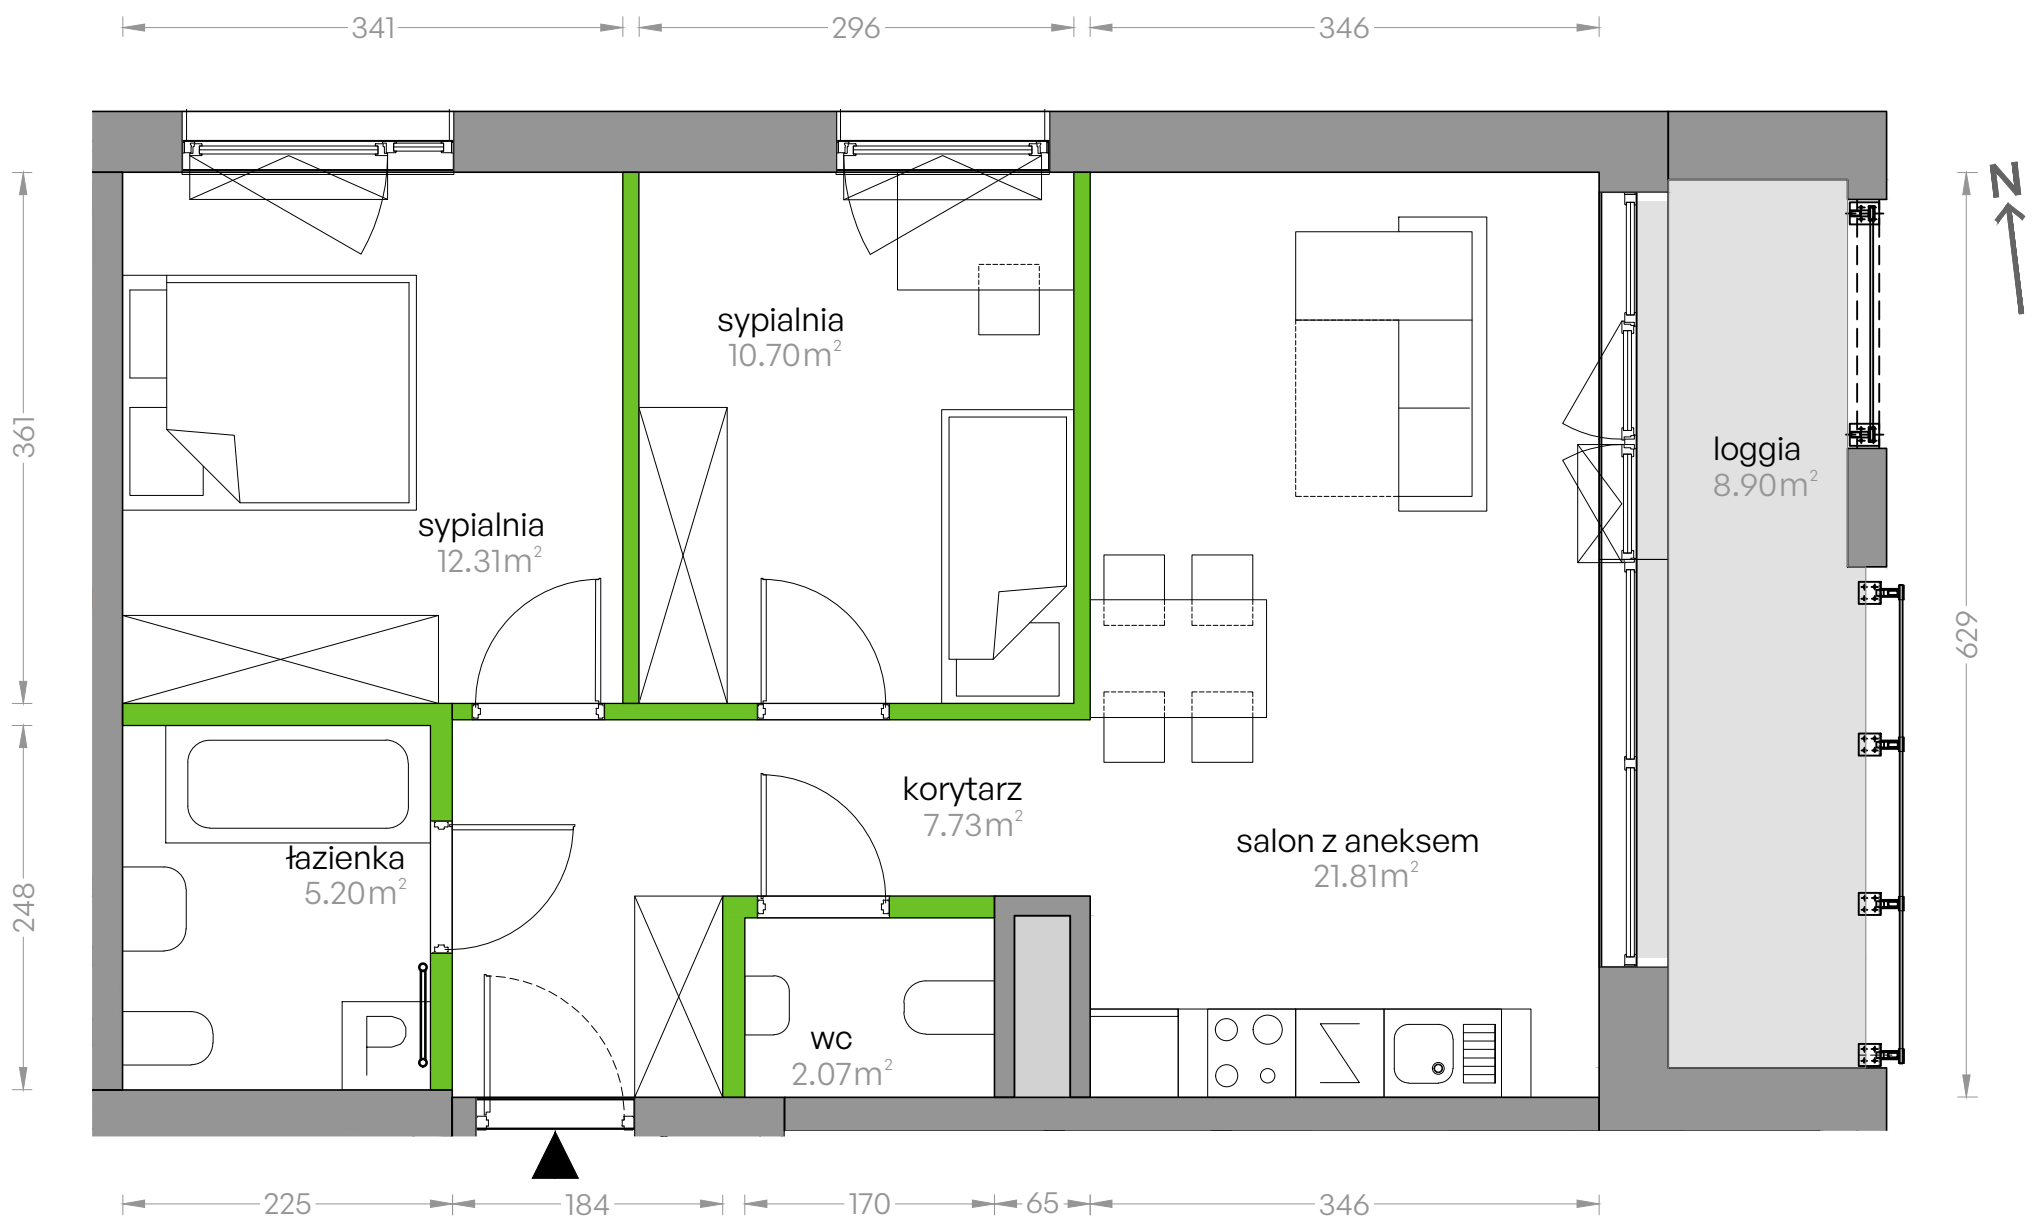 341
296
346
N
sypialnia
10.70m²
361
loggia
8.90m²
sypialnia
12.31m²
629
korytarz
7.73m²
salon z aneksem
21.81m²
łazienka
5.20m²
248
P
wc
2.07m²
225
184
170
65
346